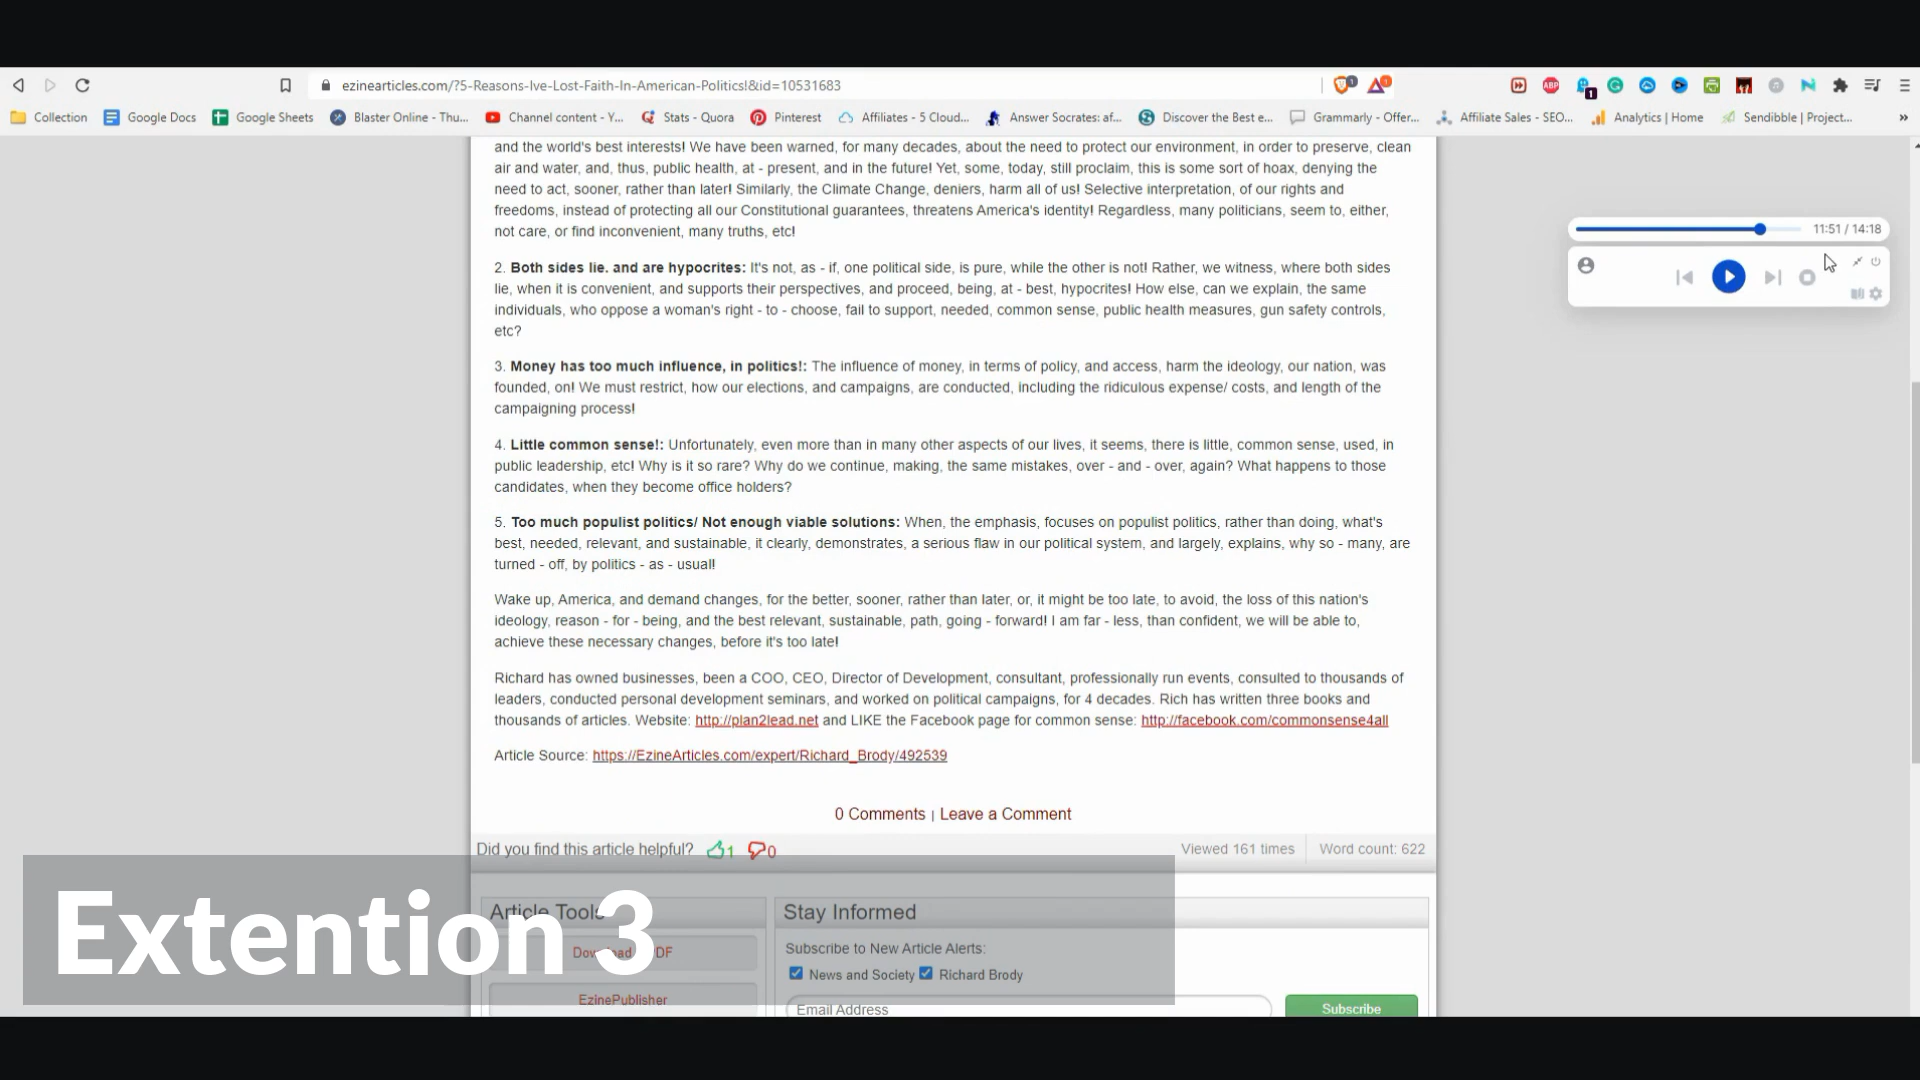 ezinearticles.com/?5-Reasons-Ive-Lost-Faith-In-American-Politics!&id=10531683
1
1
ABP
1
Collection
Google Docs
Google Sheets
Blaster Online - Thu...
Channel content - Y...
Stats - Quora
Pinterest
Affiliates - 5 Cloud...
Answer Socrates: af...
Discover the Best e...
Grammarly - Offer...
Affiliate Sales - SEO...
Analytics | Home
Sendibble | Project...
»
and the world's best interests! We have been warned, for many decades, about the need to protect our environment, in order to preserve, clean
air and water, and, thus, public health, at - present, and in the future! Yet, some, today, still proclaim, this is some sort of hoax, denying the
need to act, sooner, rather than later! Similarly, the Climate Change, deniers, harm all of us! Selective interpretation, of our rights and
freedoms, instead of protecting all our Constitutional guarantees, threatens America's identity! Regardless, many politicians, seem to, either,
not care, or find inconvenient, many truths, etc!
11:51 / 14:18
2. Both sides lie. and are hypocrites: It's not, as - if, one political side, is pure, while the other is not! Rather, we witness, where both sides
lie, when it is convenient, and supports their perspectives, and proceed, being, at - best, hypocrites! How else, can we explain, the same
individuals, who oppose a woman's right - to - choose, fail to support, needed, common sense, public health measures, gun safety controls,
etc?
3. Money has too much influence, in politics!: The influence of money, in terms of policy, and access, harm the ideology, our nation, was
founded, on! We must restrict, how our elections, and campaigns, are conducted, including the ridiculous expense/ costs, and length of the
campaigning process!
4. Little common sense!: Unfortunately, even more than in many other aspects of our lives, it seems, there is little, common sense, used, in
public leadership, etc! Why is it so rare? Why do we continue, making, the same mistakes, over - and - over, again? What happens to those
candidates, when they become office holders?
5. Too much populist politics/ Not enough viable solutions: When, the emphasis, focuses on populist politics, rather than doing, what's
best, needed, relevant, and sustainable, it clearly, demonstrates, a serious flaw in our political system, and largely, explains, why so - many, are
turned - off, by politics - as - usual!
Wake up, America, and demand changes, for the better, sooner, rather than later, or, it might be too late, to avoid, the loss of this nation's
ideology, reason - for - being, and the best relevant, sustainable, path, going - forward! I am far - less, than confident, we will be able to,
achieve these necessary changes, before it's too late!
Richard has owned businesses, been a COO, CEO, Director of Development, consultant, professionally run events, consulted to thousands of
leaders, conducted personal development seminars, and worked on political campaigns, for 4 decades. Rich has written three books and
thousands of articles. Website: http://plan2lead.net and LIKE the Facebook page for common sense: http://facebook.com/commonsense4all
Article Source: https://EzineArticles.com/expert/Richard_Brody/492539
0 Comments | Leave a Comment
Did you find this article helpful? 1 0
Viewed 161 times
Word count: 622
Article Tools
Stay Informed
Extention 3
Subscribe to New Article Alerts:
News and Society
Richard Brody
EzinePublisher
Email Address
Subscribe